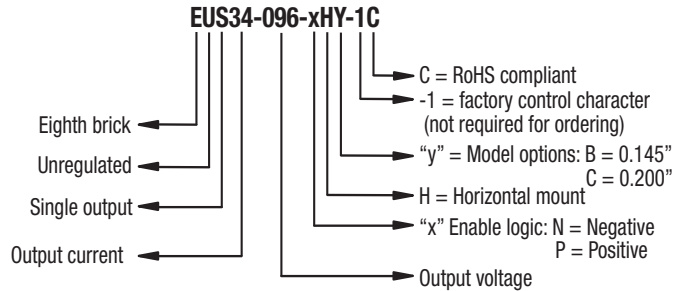 EUS34-096-xHY-1C
C = RoHS compliant
-1 = factory control character
(not required for ordering)
Eighth brick
"y" = Model options: B = 0.145"
C = 0.200"
Unregulated
H = Horizontal mount
Single output
"x" Enable logic: N = Negative
P = Positive
Output current
Output voltage